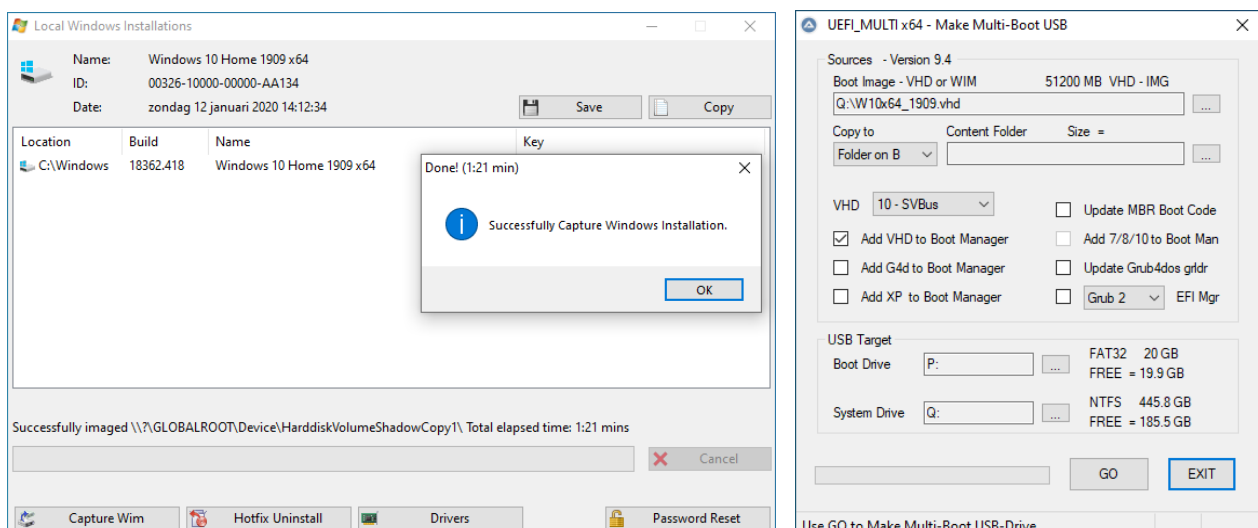 Local Windows Installations
Name: Windows 10 Home 1909 x64
ID: 00326-10000-00000-AA134
Date: zondag 12 januari 2020 14:12:34
Save Copy
Location Build Name Key
C:\Windows 18362.418 Windows 10 Home 1909 x64
Done! (1:21 min)
Successfully Capture Windows Installation.
OK
Successfully imaged \\?\GLOBALROOT\Device\HarddiskVolumeShadowCopy1\ Total elapsed time: 1:21 mins
Cancel
Capture Wim Hotfix Uninstall Drivers Password Reset
UEFI_MULTI x64 - Make Multi-Boot USB
Sources - Version 9.4
Boot Image - VHD or WIM 51200 MB VHD - IMG
Q:\W10x64_1909.vhd ...
Copy to Content Folder Size =
Folder on B ...
VHD 10 - SVBus Update MBR Boot Code
Add VHD to Boot Manager Add 7/8/10 to Boot Man
Add G4d to Boot Manager Update Grub4dos grldr
Add XP to Boot Manager Grub 2 EFI Mgr
USB Target
Boot Drive P: ... FAT32 20 GB
FREE = 19.9 GB
System Drive Q: ... NTFS 445.8 GB
FREE = 185.5 GB
GO EXIT
Use GO to Make Multi-Boot USB-Drive